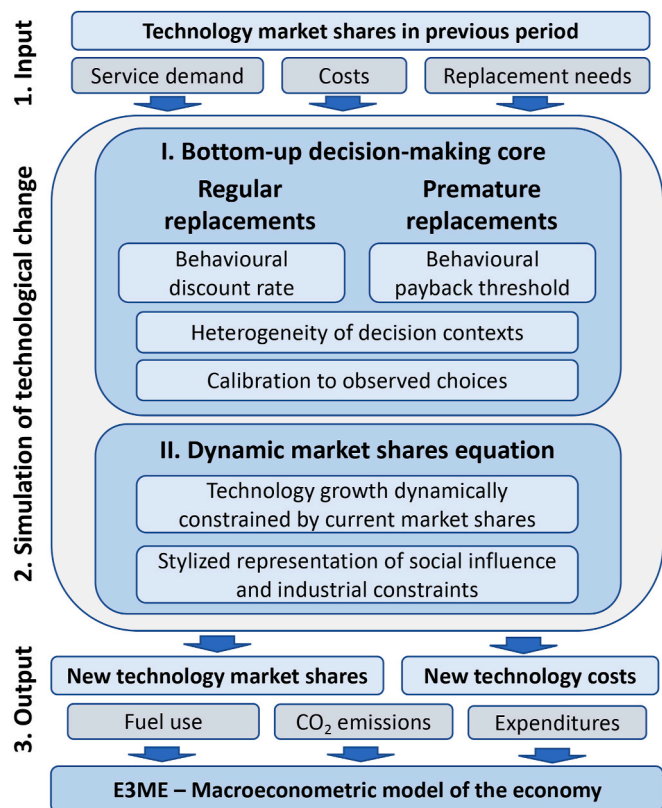 1. Input
Technology market shares in previous period
Service demand
Costs
Replacement needs
2. Simulation of technological change
I. Bottom-up decision-making core
Regular
replacements
Premature
replacements
Behavioural
discount rate
Behavioural
payback threshold
Heterogeneity of decision contexts
Calibration to observed choices
II. Dynamic market shares equation
Technology growth dynamically
constrained by current market shares
Stylized representation of social influence
and industrial constraints
3. Output
New technology market shares
New technology costs
Fuel use
CO₂ emissions
Expenditures
E3ME – Macroeconometric model of the economy